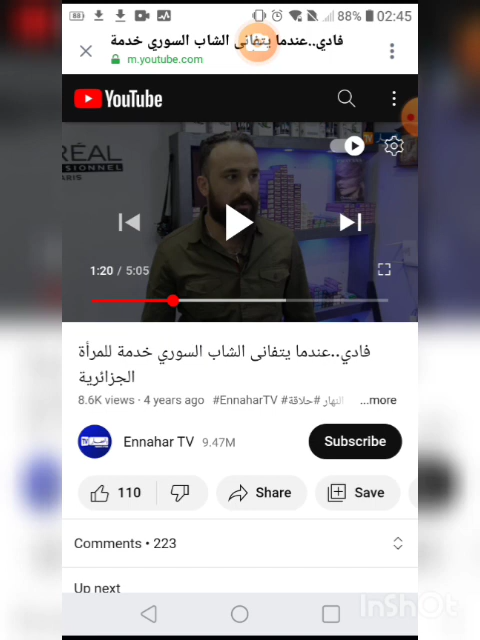 88% 02:45
فادي..عندما يتفانى الشاب السوري خدمة
m.youtube.com
YouTube
RÉAL
SSIONNEL
PARIS
1:20 / 5:05
فادي..عندما يتفانى الشاب السوري خدمة للمرأة
الجزائرية
8.6K views · 4 years ago #EnnaharTV #حلاقة# النهار ...more
Ennahar TV 9.47M Subscribe
110 Share Save
Comments • 223
Up next
InShOt